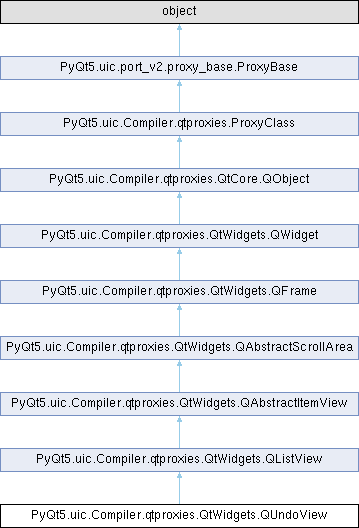 object
PyQt5.uic.port_v2.proxy_base.ProxyBase
PyQt5.uic.Compiler.qtproxies.ProxyClass
PyQt5.uic.Compiler.qtproxies.QtCore.QObject
PyQt5.uic.Compiler.qtproxies.QtWidgets.QWidget
PyQt5.uic.Compiler.qtproxies.QtWidgets.QFrame
PyQt5.uic.Compiler.qtproxies.QtWidgets.QAbstractScrollArea
PyQt5.uic.Compiler.qtproxies.QtWidgets.QAbstractItemView
PyQt5.uic.Compiler.qtproxies.QtWidgets.QListView
PyQt5.uic.Compiler.qtproxies.QtWidgets.QUndoView